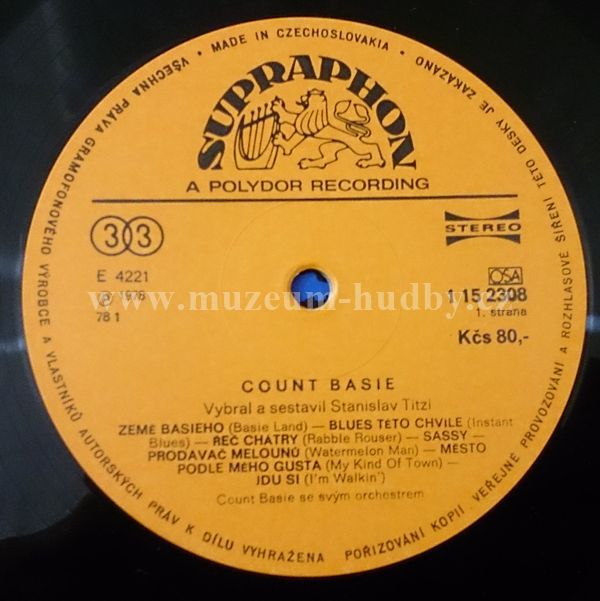 VŠECHNA PRÁVA GRAMOFONOVÉHO VÝROBCE A VLASTNÍKŮ AUTORSKÝCH PRÁV K DÍLU VYHRAŽENA POŘIZOVÁNÍ KOPIÍ VEŘEJNÉ PROVOZOVÁNÍ A ROZHLASOVÉ ŠÍŘENÍ TÉTO DESKY JE ZAKÁZÁNO
• MADE IN CZECHOSLOVAKIA •
SUPRAPHON
A POLYDOR RECORDING
33
STEREO
E 4221
OSA
www.muzeum-hudby.cz
℗ 1978
1 15 2308
78 1
1. strana
Kčs 80,-
COUNT BASIE
Vybral a sestavil Stanislav Titzl
ZEMĚ BASIEHO (Basie Land) — BLUES TÉTO CHVÍLE (Instant
Blues) — ŘEČ CHÁTRY (Rabble Rouser) — SASSY —
PRODAVAČ MELOUNŮ (Watermelon Man) — MĚSTO
PODLE MÉHO GUSTA (My Kind Of Town) —
JDU SI (I'm Walkin')
Count Basie se svým orchestrem